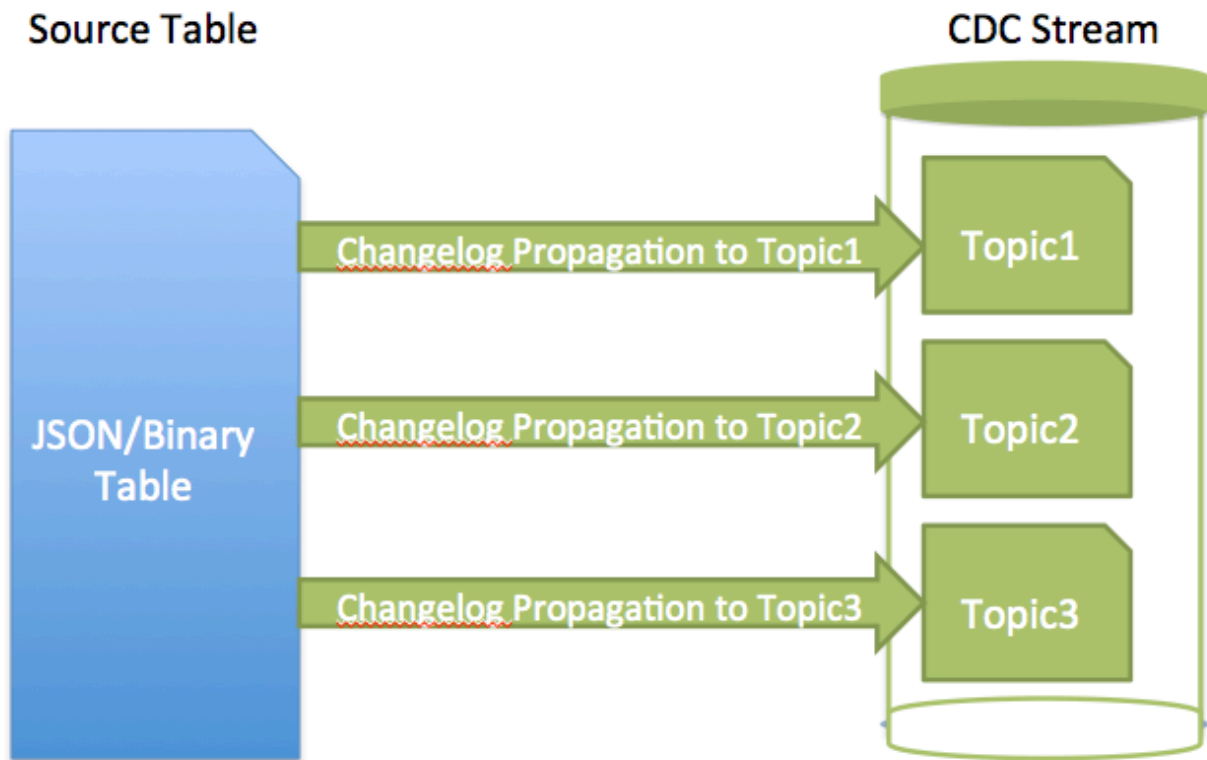 Source Table
CDC Stream
Changelog Propagation to Topic1
Topic1
JSON/Binary
Table
Changelog Propagation to Topic2
Topic2
Changelog Propagation to Topic3
Topic3